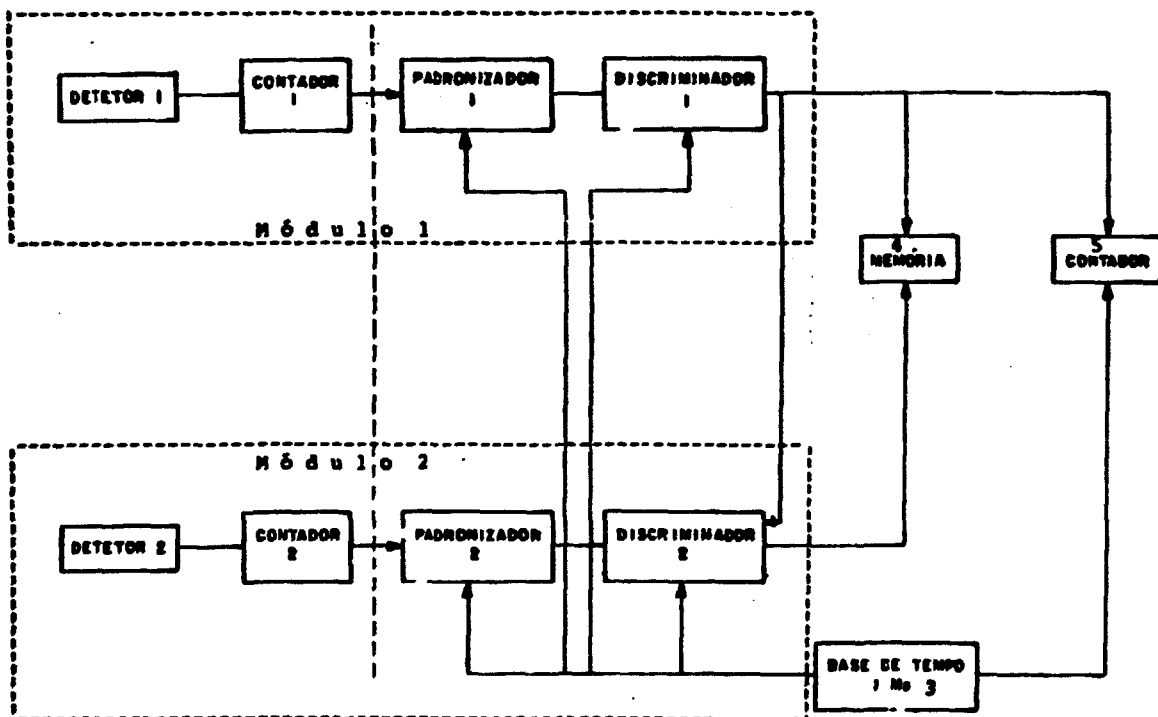 DETETOR 1
CONTADOR
1
PADRONIZADOR
1
DISCRIMINADOR
1
Módulo 1
4.
MEMÓRIA
5
CONTADOR
Módulo 2
DETETOR 2
CONTADOR
2
PADRONIZADOR
2
DISCRIMINADOR
2
BASE DE TEMPO
3